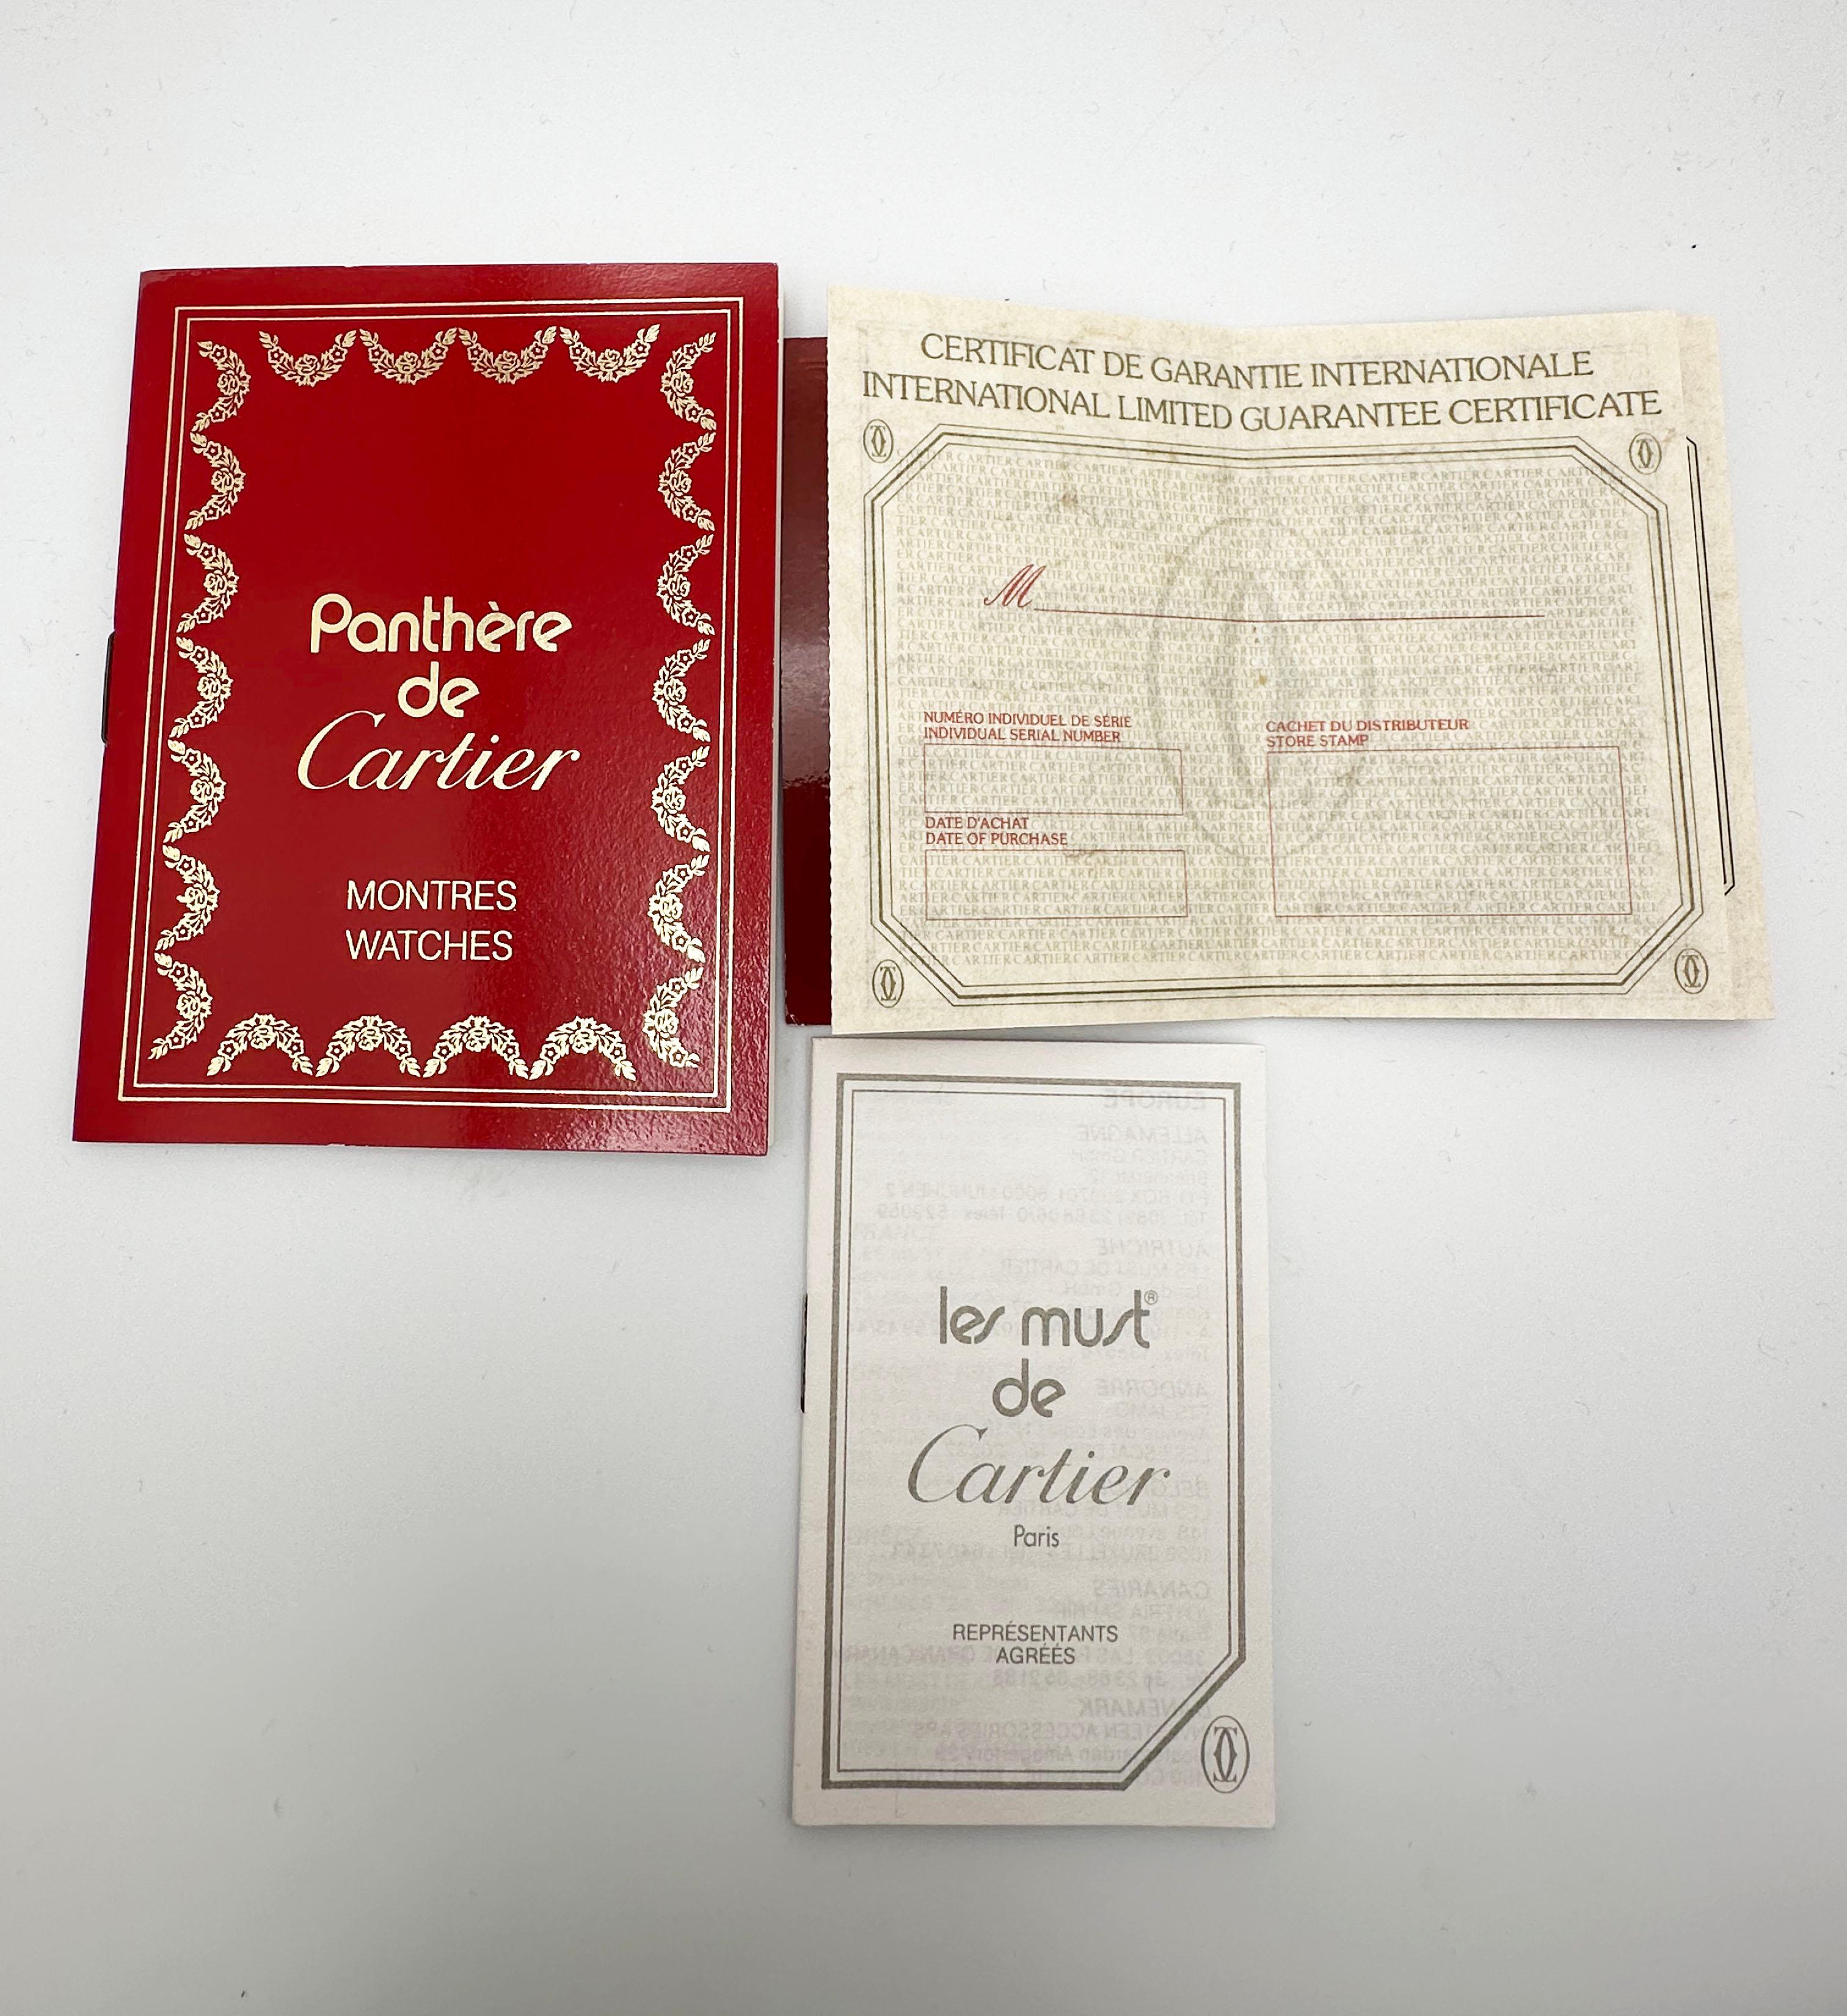 Panthère
de
Cartier
MONTRES
WATCHES
CERTIFICAT DE GARANTIE INTERNATIONALE
INTERNATIONAL LIMITED GUARANTEE CERTIFICATE
M
NUMÉRO INDIVIDUEL DE SÉRIE
INDIVIDUAL SERIAL NUMBER
CACHET DU DISTRIBUTEUR
STORE STAMP
DATE D'ACHAT
DATE OF PURCHASE
les must®
de
Cartier
Paris
REPRÉSENTANTS
AGRÉÉS